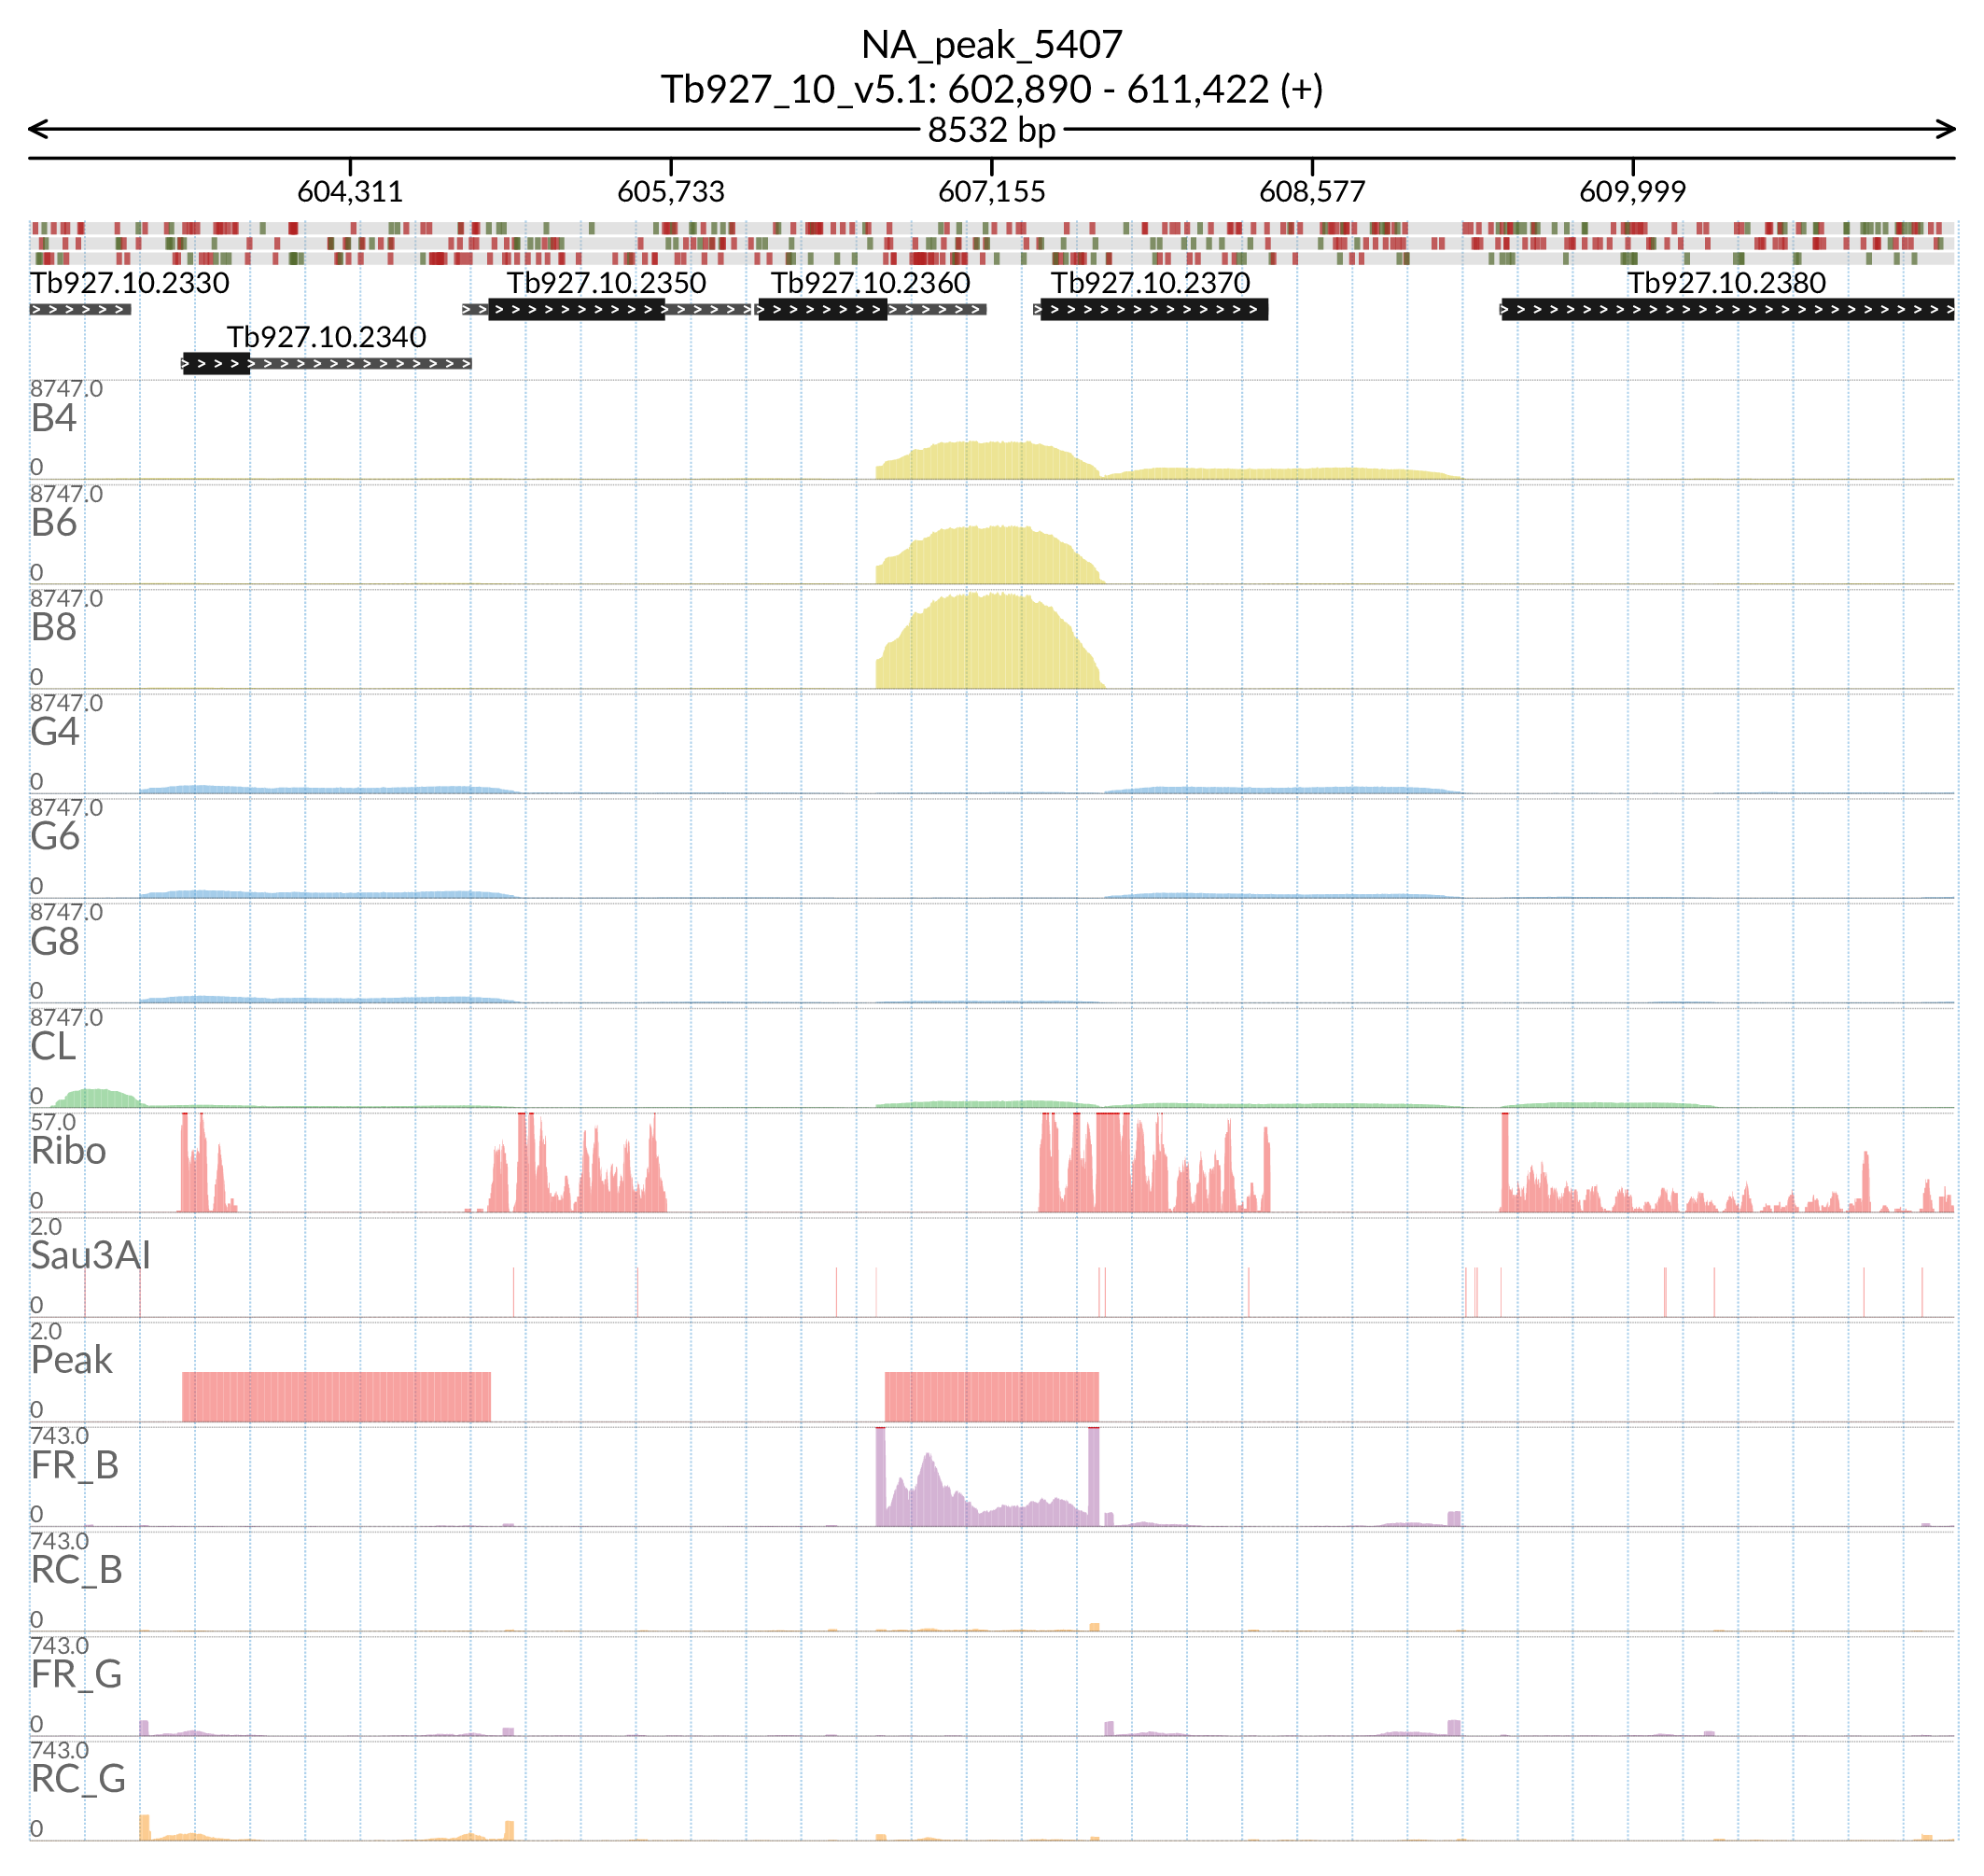 NA_peak_5407
Tb927_10_v5.1: 602,890 - 611,422 (+)
8532 bp
604,311 605,733 607,155 608,577 609,999
Tb927.10.2330 Tb927.10.2350 Tb927.10.2360 Tb927.10.2370 Tb927.10.2380
Tb927.10.2340
8747.0
B4
0
8747.0
B6
0
8747.0
B8
0
8747.0
G4
0
8747.0
G6
0
8747.0
G8
0
8747.0
CL
0
57.0
Ribo
0
2.0
Sau3AI
0
2.0
Peak
0
743.0
FR_B
0
743.0
RC_B
0
743.0
FR_G
0
743.0
RC_G
0